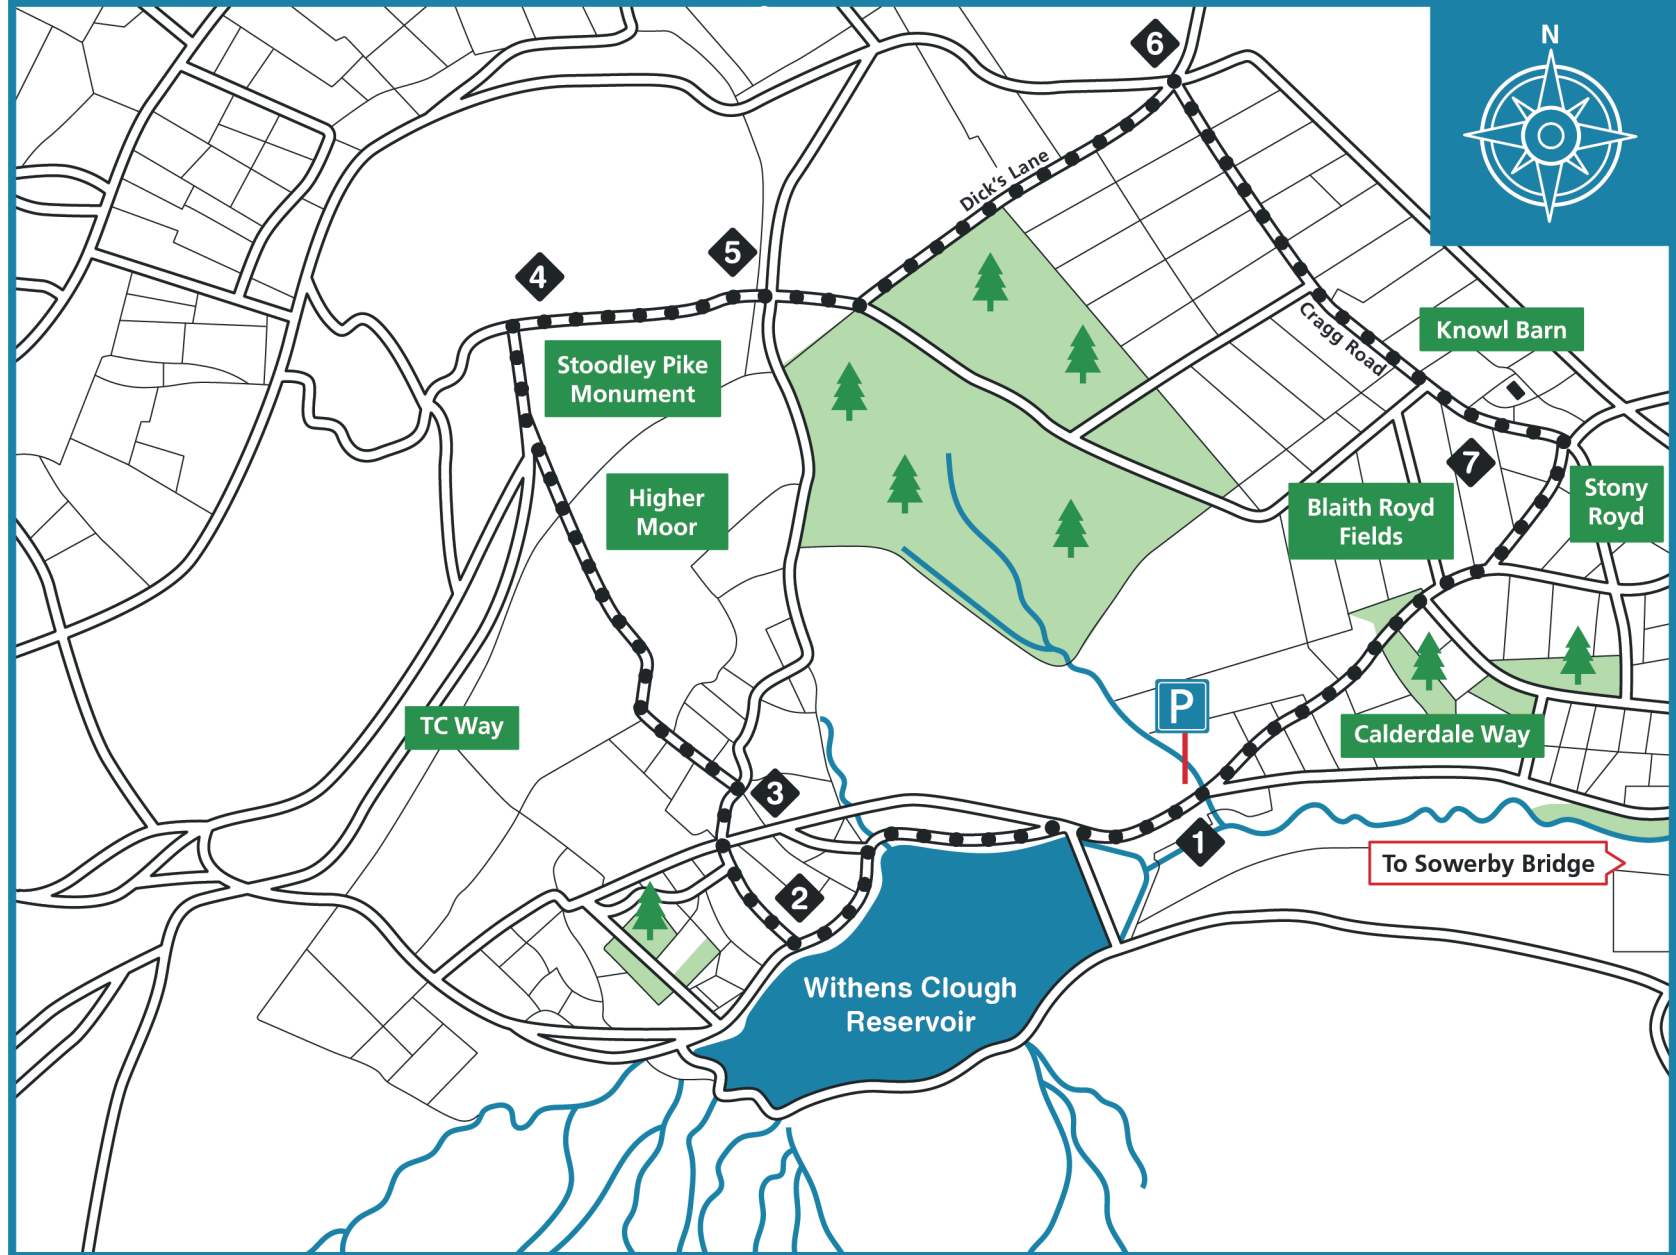 N
6
Dick's Lane
5
4
Knowl Barn
Cragg Road
Stoodley Pike
Monument
7
Stony
Royd
Higher
Moor
Blaith Royd
Fields
P
TC Way
Calderdale Way
3
1
To Sowerby Bridge
2
Withens Clough
Reservoir